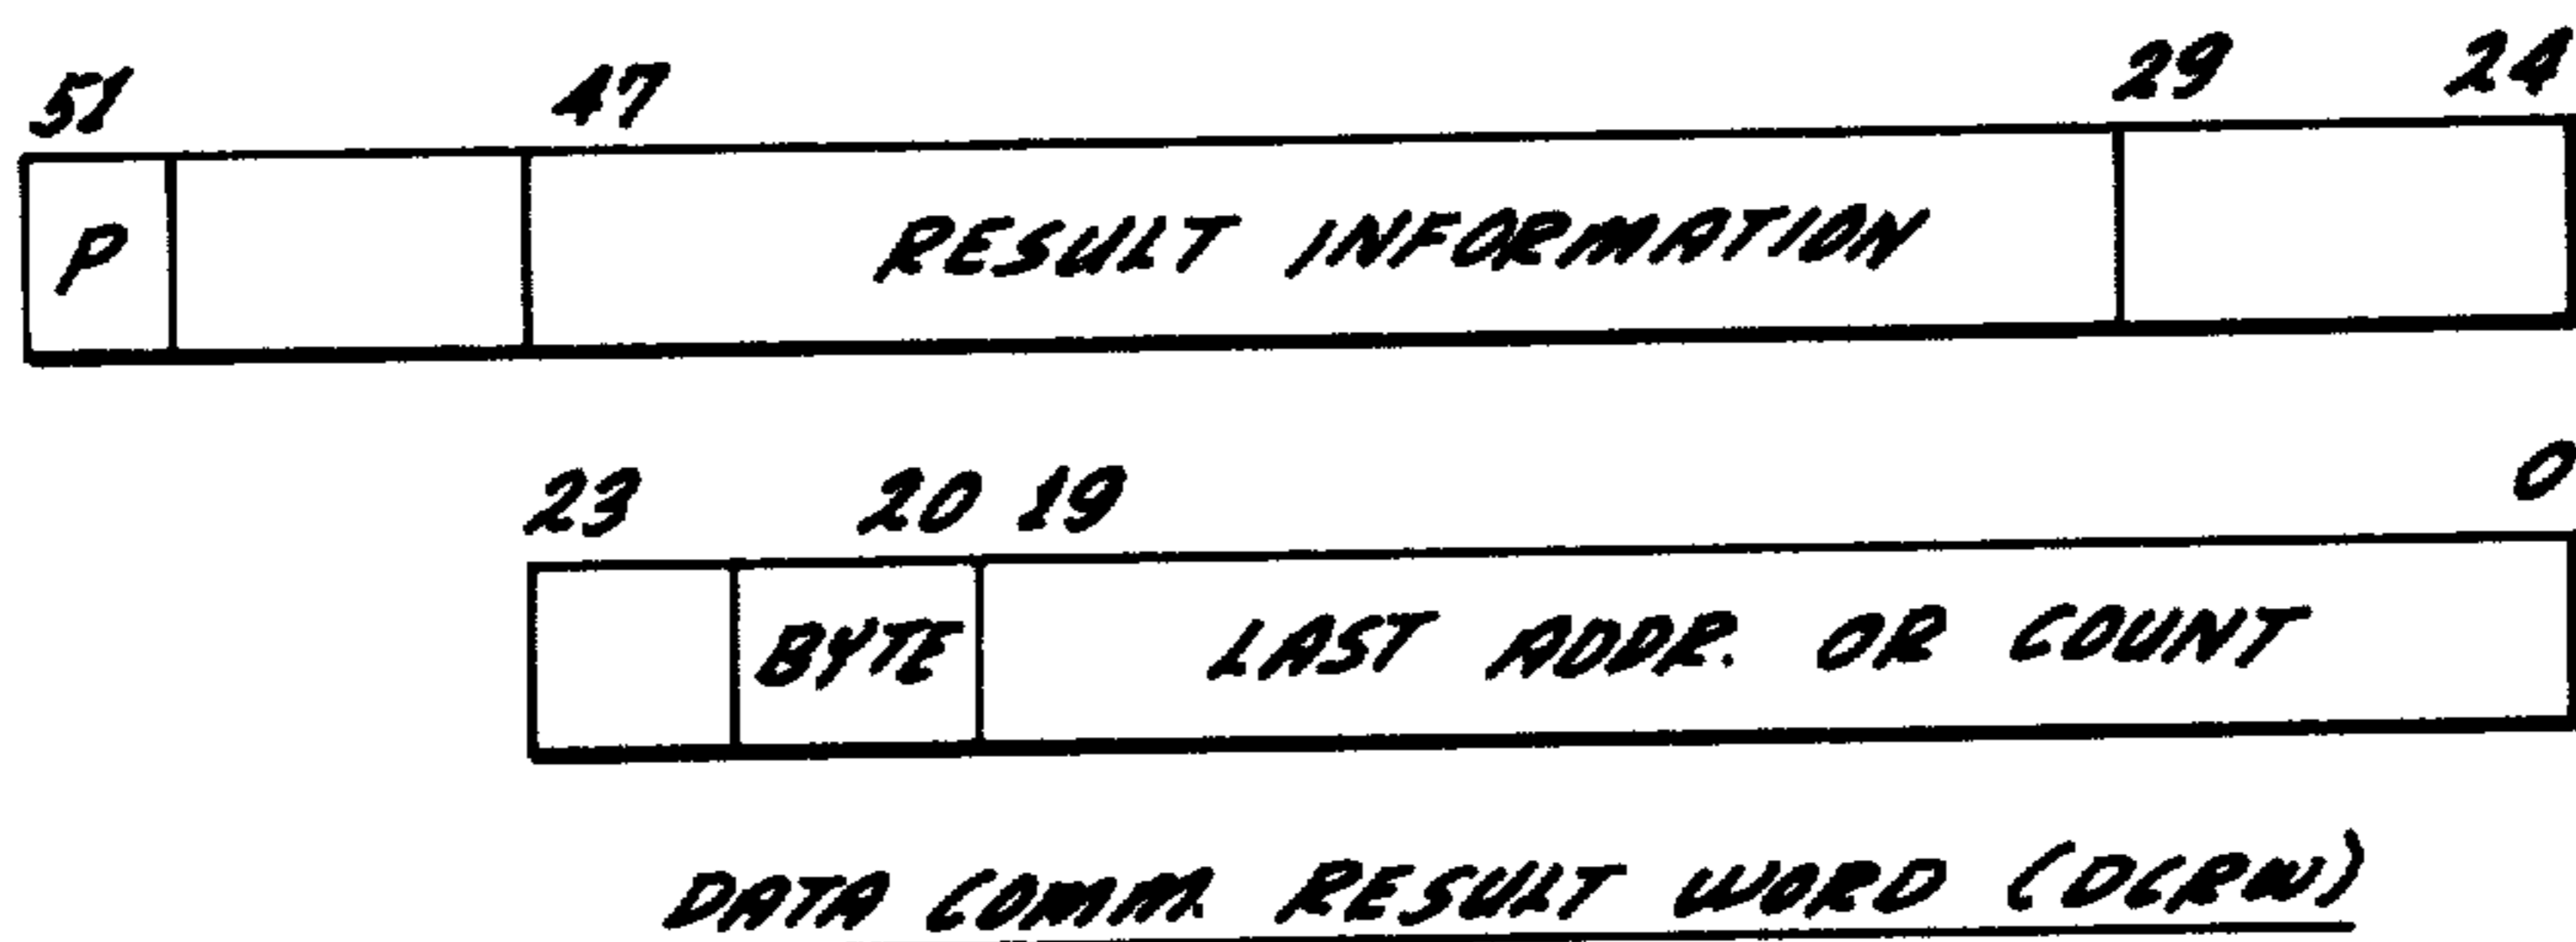 51 47 29 24
P RESULT INFORMATION
23 20 19 0
BYTE LAST ADDR. OR COUNT
DATA COMM. RESULT WORD (DCRW)